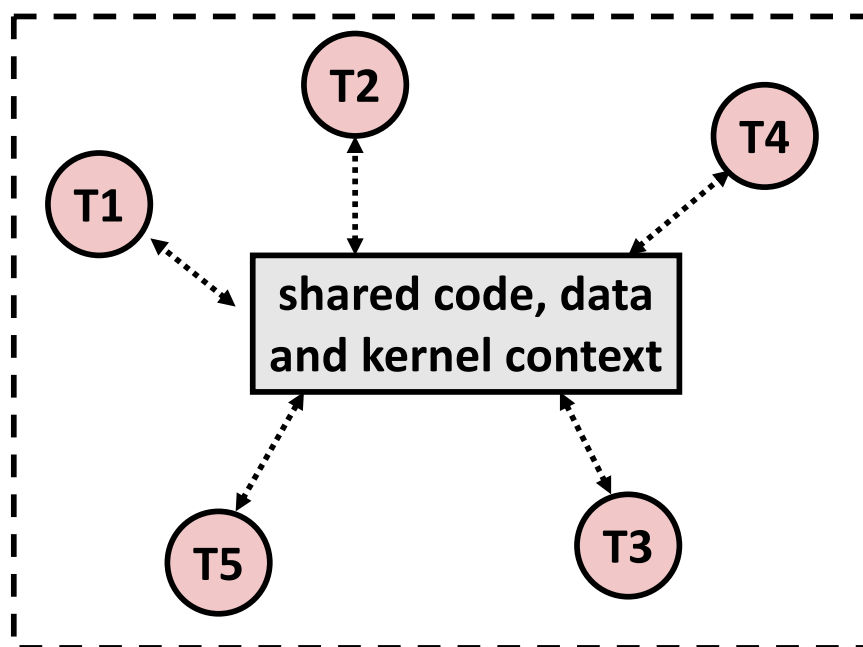 T2
T4
T1
shared code, data
and kernel context
T5
T3